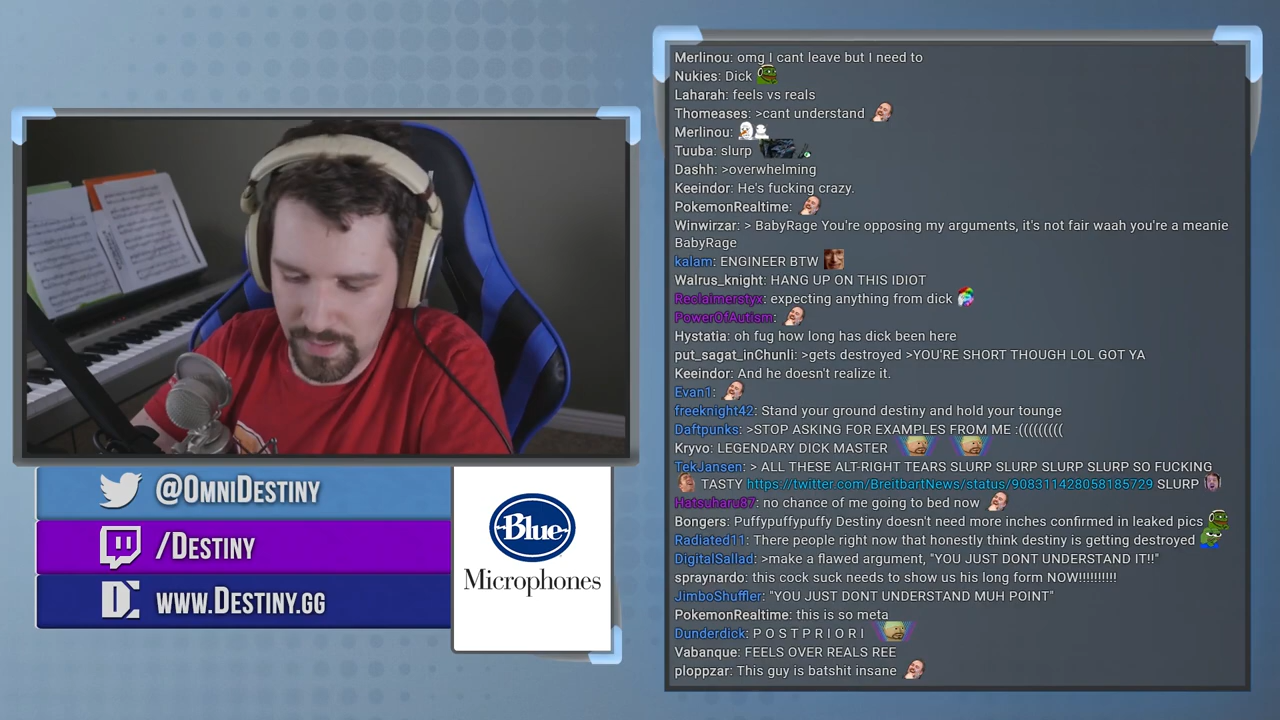 @OmniDestiny
/Destiny
www.Destiny.gg
Blue
Microphones
Merlinou: omg I cant leave but I need to
Nukies: Dick
Laharah: feels vs reals
Thomeases: >cant understand
Merlinou:
Tuuba: slurp
Dashh: >overwhelming
Keeindor: He's fucking crazy.
PokemonRealtime:
Winwirzar: > BabyRage You're opposing my arguments, it's not fair waah you're a meanie
BabyRage
kalam: ENGINEER BTW
Walrus_knight: HANG UP ON THIS IDIOT
Reclaimerstyx: expecting anything from dick
PowerOfAutism:
Hystatia: oh fug how long has dick been here
put_sagat_inChunli: >gets destroyed >YOU'RE SHORT THOUGH LOL GOT YA
Keeindor: And he doesn't realize it.
Evan1:
freeknight42: Stand your ground destiny and hold your tounge
Daftpunks: >STOP ASKING FOR EXAMPLES FROM ME :(((((((((
Kryvo: LEGENDARY DICK MASTER
TekJansen: > ALL THESE ALT-RIGHT TEARS SLURP SLURP SLURP SLURP SO FUCKING
TASTY https://twitter.com/BreitbartNews/status/908311428058185729 SLURP
Hatsuharu87: no chance of me going to bed now
Bongers: Puffypuffypuffy Destiny doesn't need more inches confirmed in leaked pics
Radiated11: There people right now that honestly think destiny is getting destroyed
DigitalSallad: >make a flawed argument, "YOU JUST DONT UNDERSTAND IT!!"
spraynardo: this cock suck needs to show us his long form NOW!!!!!!!!!!
JimboShuffler: "YOU JUST DONT UNDERSTAND MUH POINT"
PokemonRealtime: this is so meta
Dunderdick: P O S T P R I O R I
Vabanque: FEELS OVER REALS REE
ploppzar: This guy is batshit insane